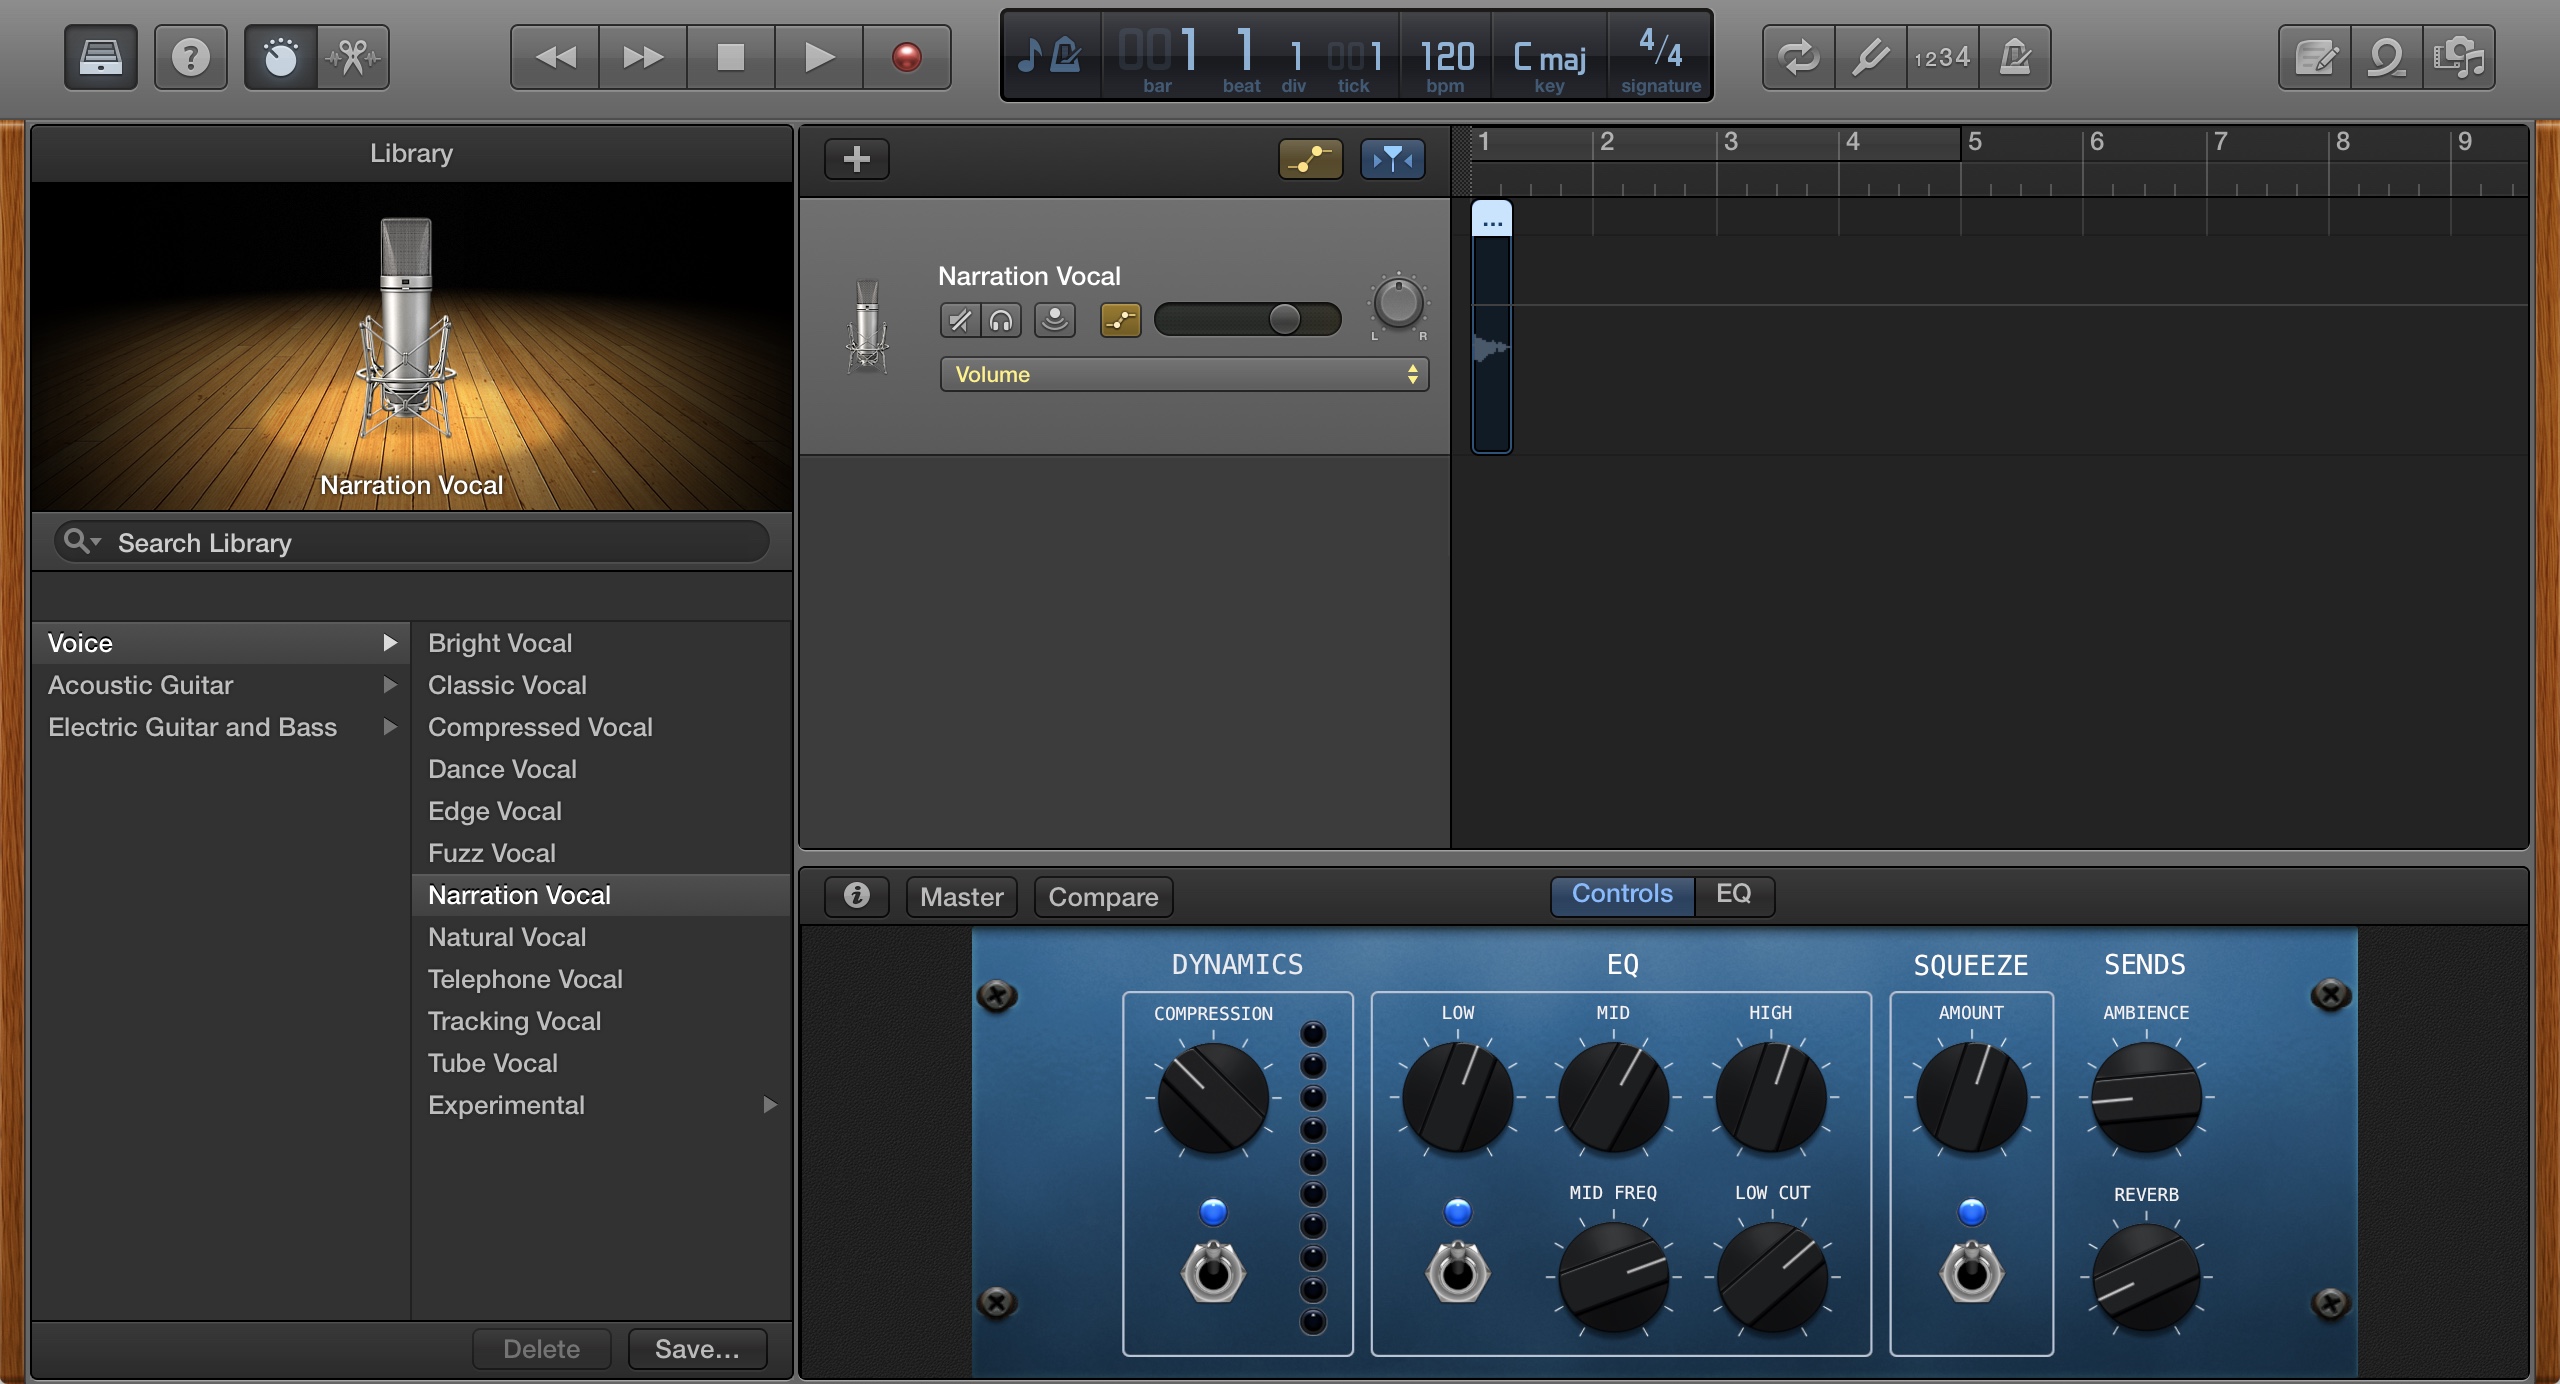 001 1 1 001 120 C maj 4/4
bar beat div tick bpm key signature
1234
Library
Narration Vocal
Search Library
Voice
Acoustic Guitar
Electric Guitar and Bass
Bright Vocal
Classic Vocal
Compressed Vocal
Dance Vocal
Edge Vocal
Fuzz Vocal
Narration Vocal
Natural Vocal
Telephone Vocal
Tracking Vocal
Tube Vocal
Experimental
Delete Save...
1 2 3 4 5 6 7 8 9
...
Narration Vocal
L R
Volume
Master Compare Controls EQ
DYNAMICS EQ SQUEEZE SENDS
COMPRESSION LOW MID HIGH AMOUNT AMBIENCE
MID FREQ LOW CUT REVERB